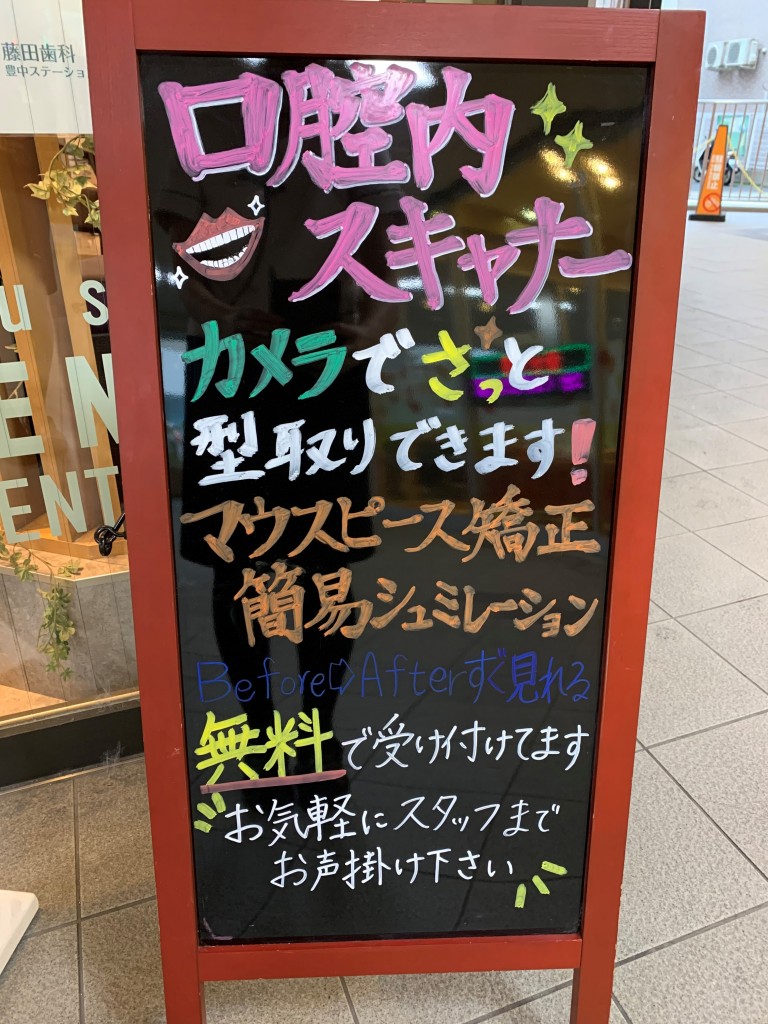 藤田歯科
豊中ステーショ
us
EN
ENT
口腔内
スキャナー
カメラでさっと
型取りできます!
マウスピース矯正
簡易シュミレーション
Before⇨Afterすぐ見れる
無料で受け付けてます
お気軽にスタッフまで
お声掛け下さい